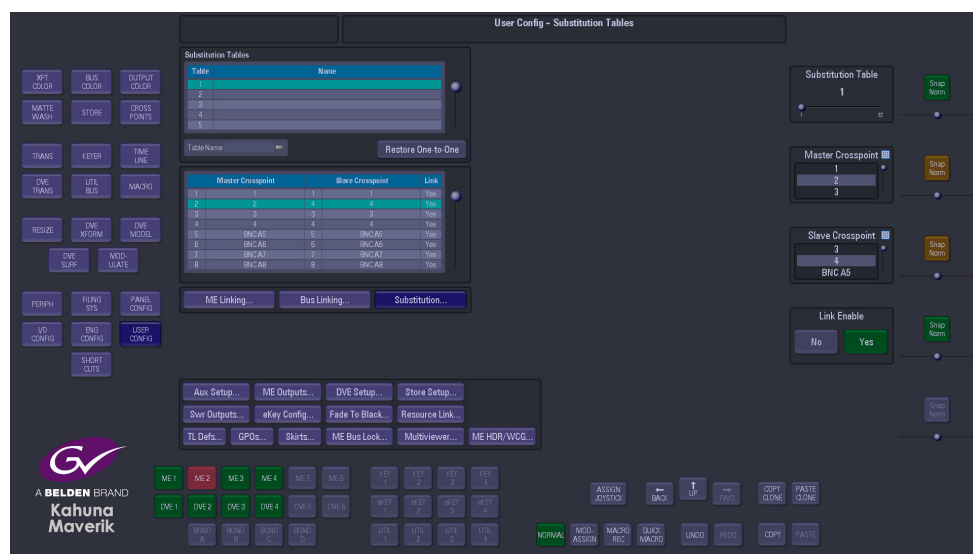 User Config - Substitution Tables
Substitution Tables
Table Name
1
2
3
4
5
Table Name
Restore One-to-One
Master Crosspoint Slave Crosspoint Link
1 1 1 1 Yes
2 2 4 4 Yes
3 3 3 3 Yes
4 4 4 4 Yes
5 BNC A5 5 BNC A5 Yes
6 BNC A6 6 BNC A6 Yes
7 BNC A7 7 BNC A7 Yes
8 BNC A8 8 BNC A8 Yes
ME Linking... Bus Linking... Substitution...
XPT COLOR
BUS COLOR
OUTPUT COLOR
MATTE WASH
STORE
CROSS POINTS
TRANS
KEYER
TIME LINE
DVE TRANS
UTIL BUS
MACRO
RESIZE
DVE XFORM
DVE MODEL
DVE SURF
MOD- ULATE
PERIPH
FILING SYS
PANEL CONFIG
I/O CONFIG
ENG CONFIG
USER CONFIG
SHORT CUTS
Substitution Table
1
1 32
Snap Norm
Master Crosspoint
1
2
3
Snap Norm
Slave Crosspoint
3
4
BNC A5
Snap Norm
Link Enable
No Yes
Snap Norm
Snap Norm
Aux Setup... ME Outputs... DVE Setup... Store Setup...
Swr Outputs... eKey Config... Fade To Black... Resource Link...
TL Defs... GPOs... Skirts... ME Bus Lock... Multiviewer... ME HDR/WCG...
GV
A BELDEN BRAND
Kahuna
Maverik
ME 1 ME 2 ME 3 ME 4 ME 5 ME 6
DVE 1 DVE 2 DVE 3 DVE 4 DVE 5 DVE 6
BGND A BGND B BGND C BGND D
KEY 1 KEY 2 KEY 3 KEY 4
eKEY 1 eKEY 2 eKEY 3 eKEY 4
UTIL 1 UTIL 2 UTIL 3 UTIL 4
ASSIGN JOYSTICK
BACK
UP
FWD
COPY CLONE
PASTE CLONE
NORMAL
MOD- ASSIGN
MACRO REC
QUICK MACRO
UNDO
REDO
COPY
PASTE